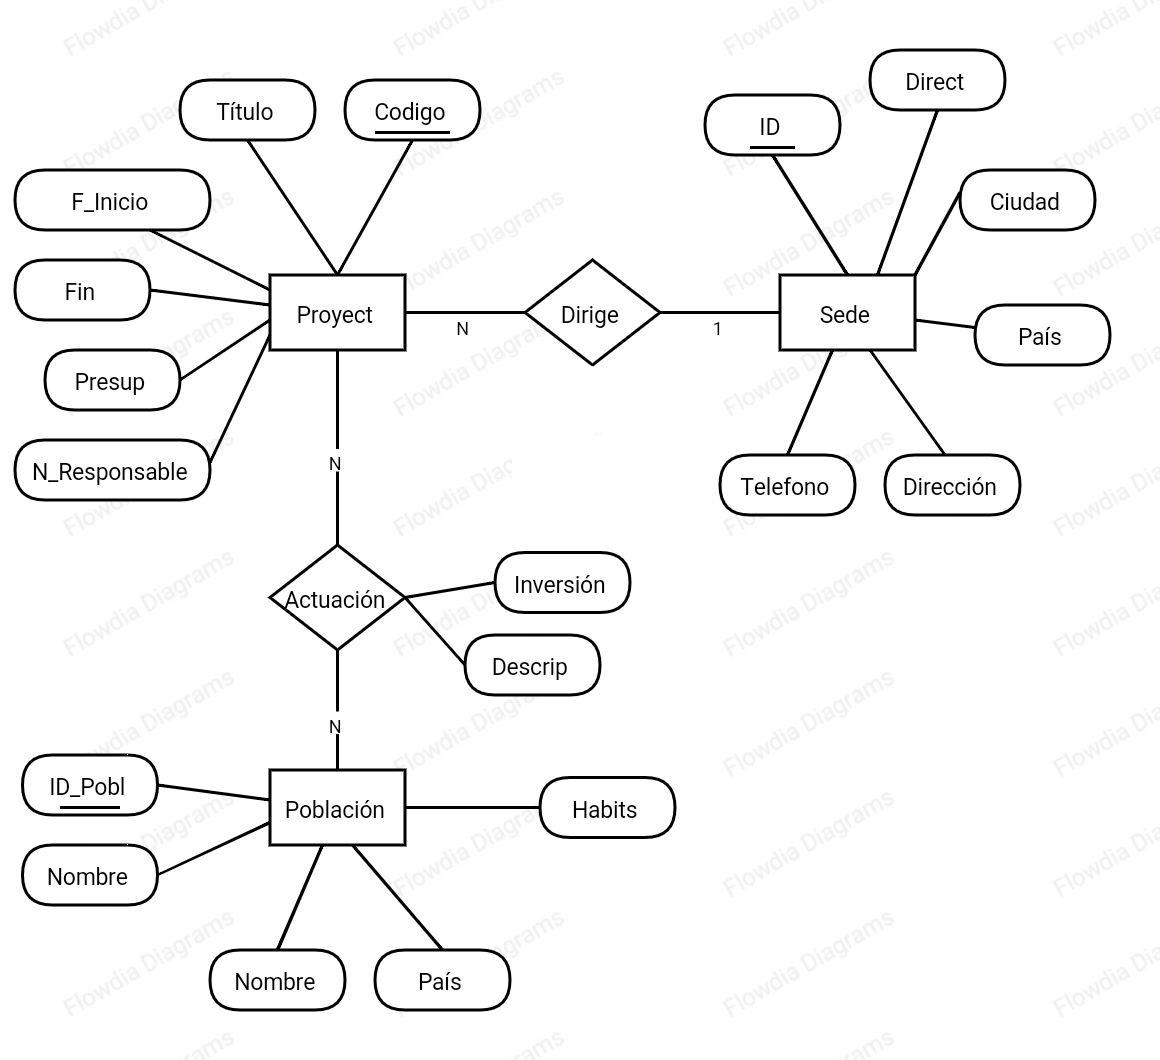 Direct
Título
Codigo
ID
F_Inicio
Ciudad
Fin
Proyect
N
Dirige
1
Sede
País
Presup
N_Responsable
N
Telefono
Dirección
Actuación
Inversión
Descrip
N
ID_Pobl
Población
Habits
Nombre
Nombre
País
Flowdia Diagrams